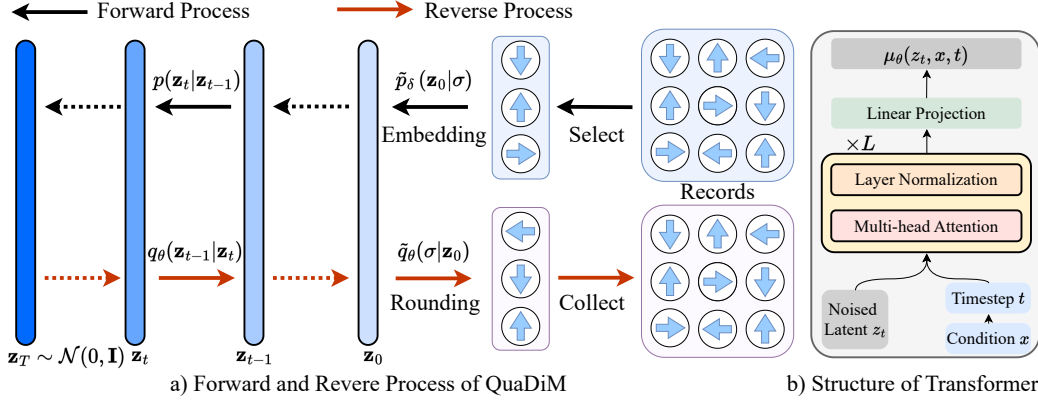 Forward Process
Reverse Process
p(z_t|z_{t-1})
p̃_δ(z_0|σ)
Embedding
Select
Records
q_θ(z_{t-1}|z_t)
q̃_θ(σ|z_0)
Rounding
Collect
z_T ∼ 𝒩(0, I)
z_t
z_{t-1}
z_0
a) Forward and Revere Process of QuaDiM
μ_θ(z_t, x, t)
Linear Projection
×L
Layer Normalization
Multi-head Attention
Noised
Latent z_t
Timestep t
Condition x
b) Structure of Transformer